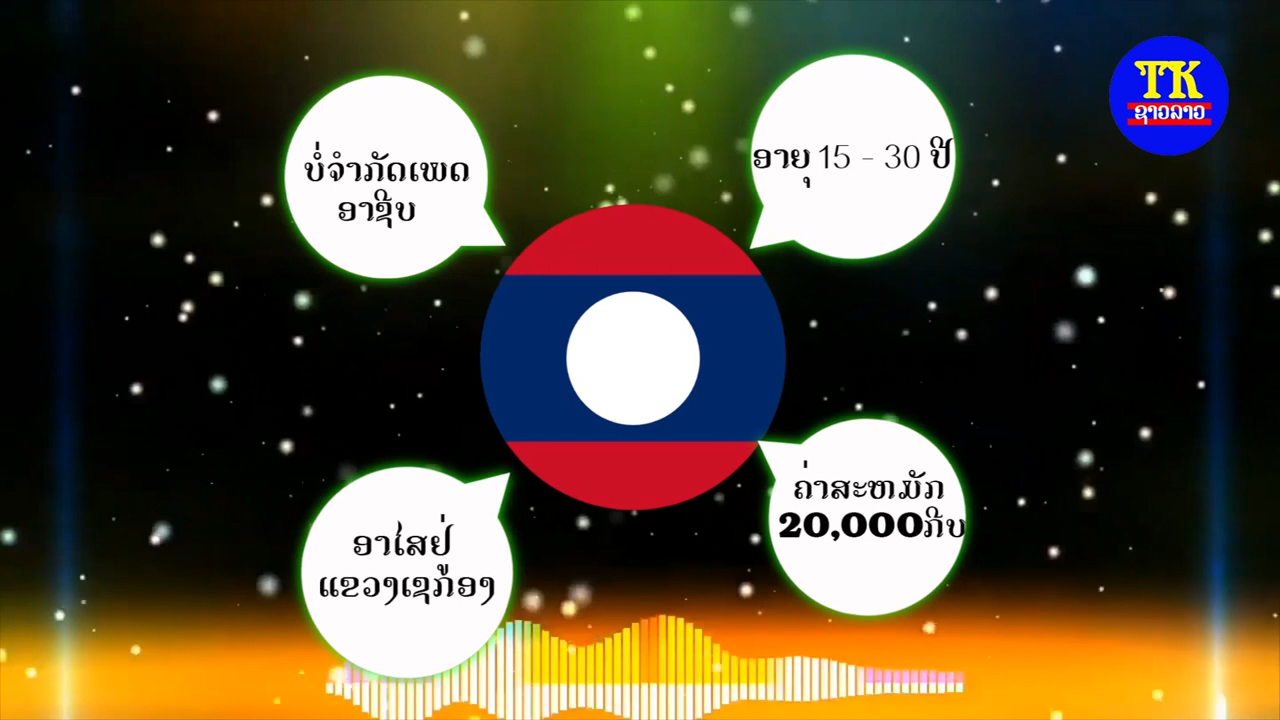 ບໍ່ຈຳກັດເພດ
ອາຊີບ
ອາຍຸ 15 - 30 ປີ
TK
ຊາວລາວ
ອາໄສຢູ່
ແຂວງເຊກອງ
ຄ່າສະຫມັກ
20,000ກີບ